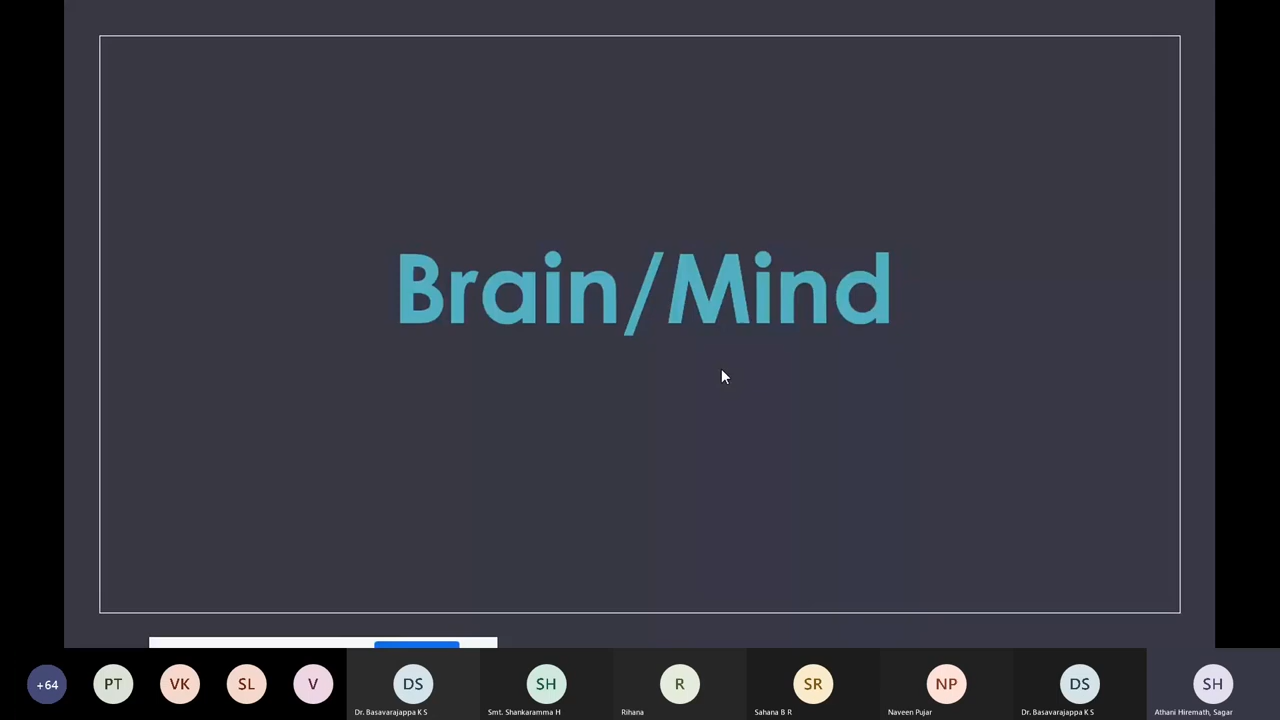 Brain/Mind
+64
PT
VK
SL
V
DS
SH
R
SR
NP
DS
SH
Dr. Basavarajappa K S
Smt. Shankaramma H
Rihana
Sahana B R
Naveen Pujar
Dr. Basavarajappa K S
Athani Hiremath, Sagar